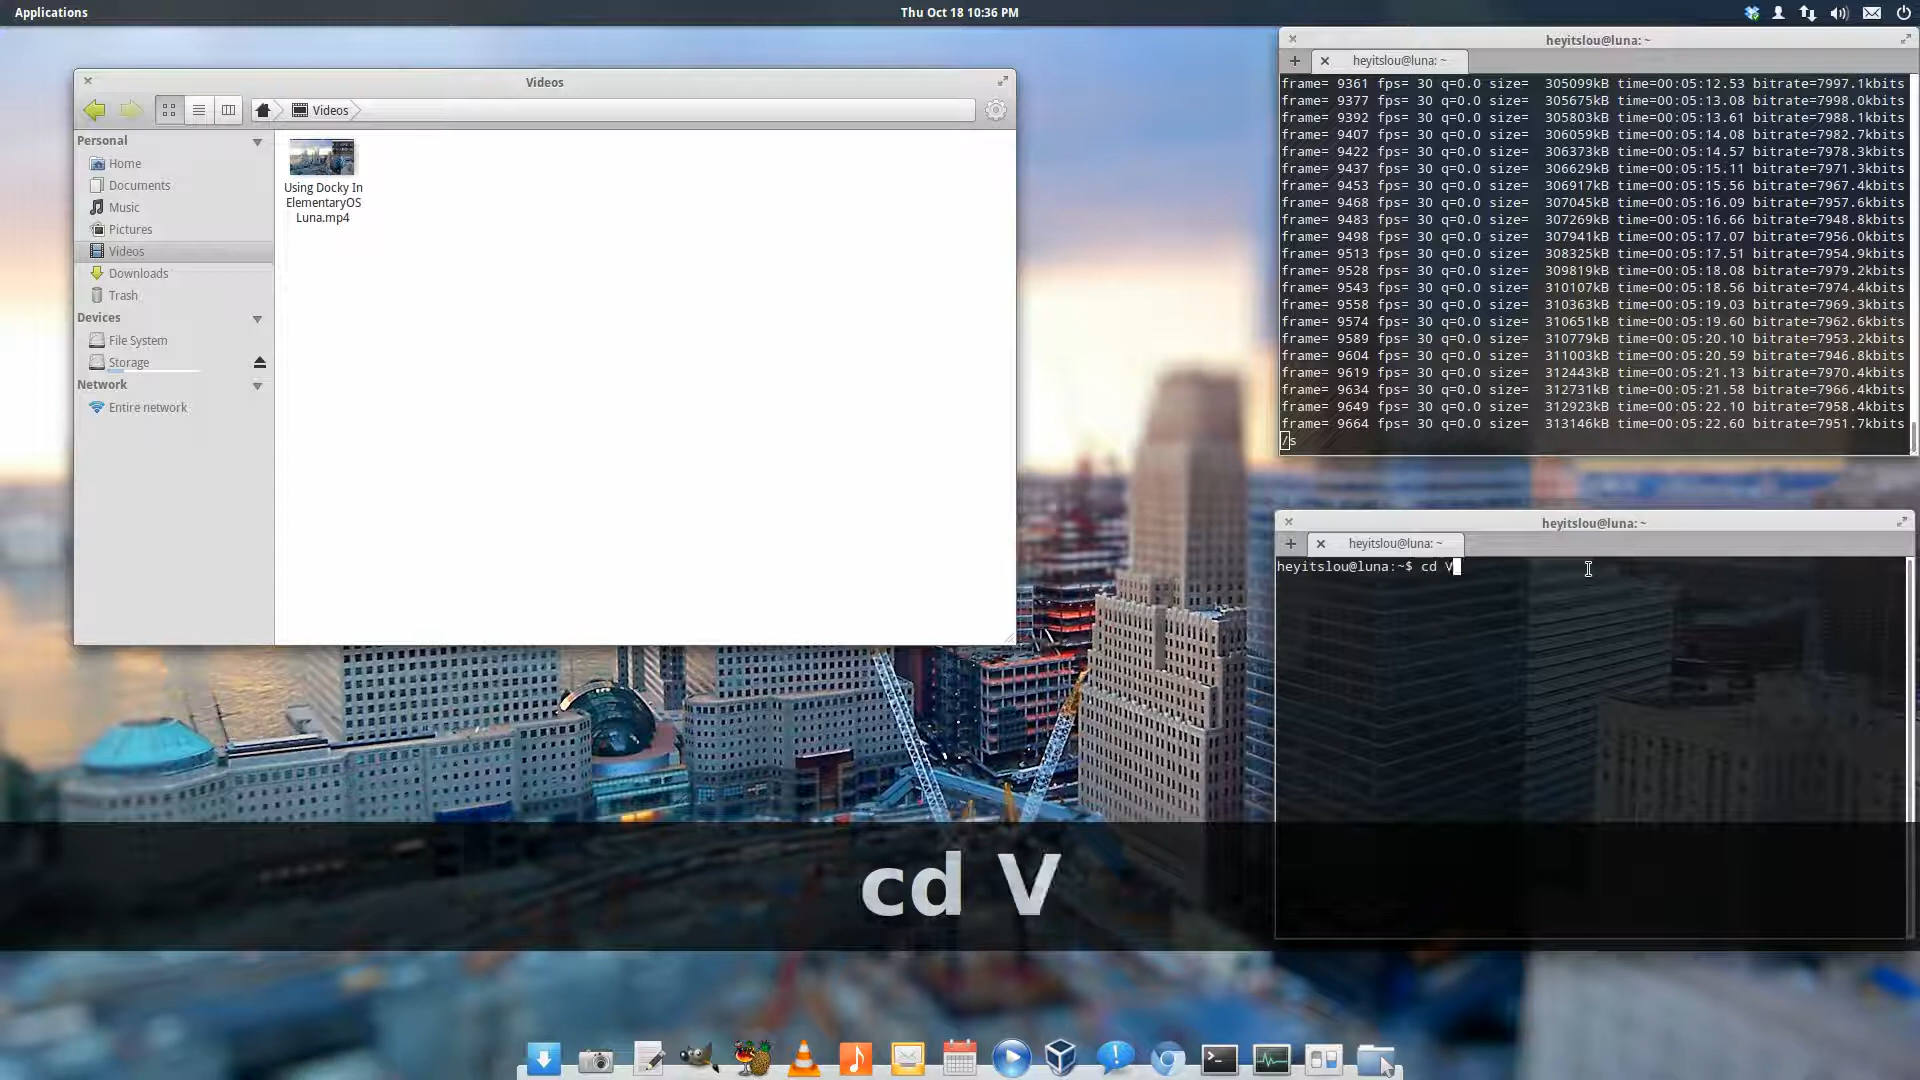 Applications
Thu Oct 18 10:36 PM
Videos
Videos
Personal
Home
Documents
Music
Pictures
Videos
Downloads
Trash
Devices
File System
Storage
Network
Entire network
Using Docky In
ElementaryOS
Luna.mp4
heyitslou@luna: ~
heyitslou@luna: ~
frame= 9361 fps= 30 q=0.0 size=  305099kB time=00:05:12.53 bitrate=7997.1kbits
frame= 9377 fps= 30 q=0.0 size=  305675kB time=00:05:13.08 bitrate=7998.0kbits
frame= 9392 fps= 30 q=0.0 size=  305803kB time=00:05:13.61 bitrate=7988.1kbits
frame= 9407 fps= 30 q=0.0 size=  306059kB time=00:05:14.08 bitrate=7982.7kbits
frame= 9422 fps= 30 q=0.0 size=  306373kB time=00:05:14.57 bitrate=7978.3kbits
frame= 9437 fps= 30 q=0.0 size=  306629kB time=00:05:15.11 bitrate=7971.3kbits
frame= 9453 fps= 30 q=0.0 size=  306917kB time=00:05:15.56 bitrate=7967.4kbits
frame= 9468 fps= 30 q=0.0 size=  307045kB time=00:05:16.09 bitrate=7957.6kbits
frame= 9483 fps= 30 q=0.0 size=  307269kB time=00:05:16.66 bitrate=7948.8kbits
frame= 9498 fps= 30 q=0.0 size=  307941kB time=00:05:17.07 bitrate=7956.0kbits
frame= 9513 fps= 30 q=0.0 size=  308325kB time=00:05:17.51 bitrate=7954.9kbits
frame= 9528 fps= 30 q=0.0 size=  309819kB time=00:05:18.08 bitrate=7979.2kbits
frame= 9543 fps= 30 q=0.0 size=  310107kB time=00:05:18.56 bitrate=7974.4kbits
frame= 9558 fps= 30 q=0.0 size=  310363kB time=00:05:19.03 bitrate=7969.3kbits
frame= 9574 fps= 30 q=0.0 size=  310651kB time=00:05:19.60 bitrate=7962.6kbits
frame= 9589 fps= 30 q=0.0 size=  310779kB time=00:05:20.10 bitrate=7953.2kbits
frame= 9604 fps= 30 q=0.0 size=  311003kB time=00:05:20.59 bitrate=7946.8kbits
frame= 9619 fps= 30 q=0.0 size=  312443kB time=00:05:21.13 bitrate=7970.4kbits
frame= 9634 fps= 30 q=0.0 size=  312731kB time=00:05:21.58 bitrate=7966.4kbits
frame= 9649 fps= 30 q=0.0 size=  312923kB time=00:05:22.10 bitrate=7958.4kbits
frame= 9664 fps= 30 q=0.0 size=  313146kB time=00:05:22.60 bitrate=7951.7kbits
/s
heyitslou@luna: ~
heyitslou@luna: ~
heyitslou@luna:~$ cd V
cd V